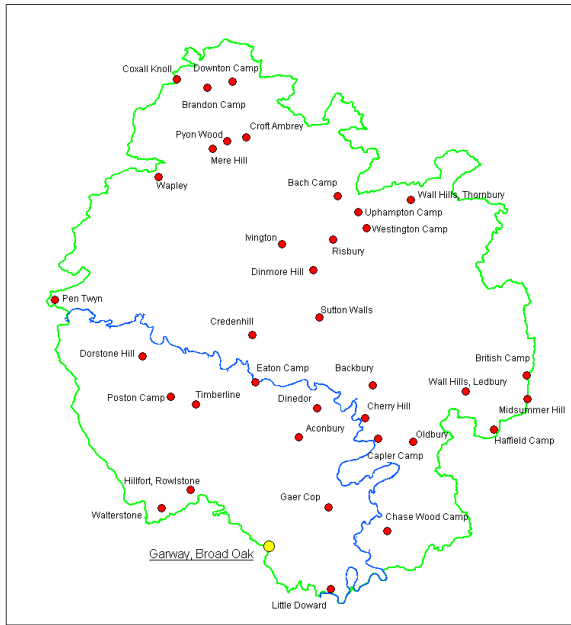 Coxall Knoll
Downton Camp
Brandon Camp
Pyon Wood
Croft Ambrey
Mere Hill
Wapley
Bach Camp
Wall Hills, Thornbury
Uphampton Camp
Westington Camp
Ivington
Risbury
Dinmore Hill
Pen Twyn
Sutton Walls
Credenhill
Dorstone Hill
Eaton Camp
Backbury
British Camp
Wall Hills, Ledbury
Poston Camp
Timberline
Dinedor
Cherry Hill
Midsummer Hill
Aconbury
Oldbury
Haffield Camp
Capler Camp
Hillfort, Rowlstone
Walterstone
Gaer Cop
Chase Wood Camp
Garway, Broad Oak
Little Doward